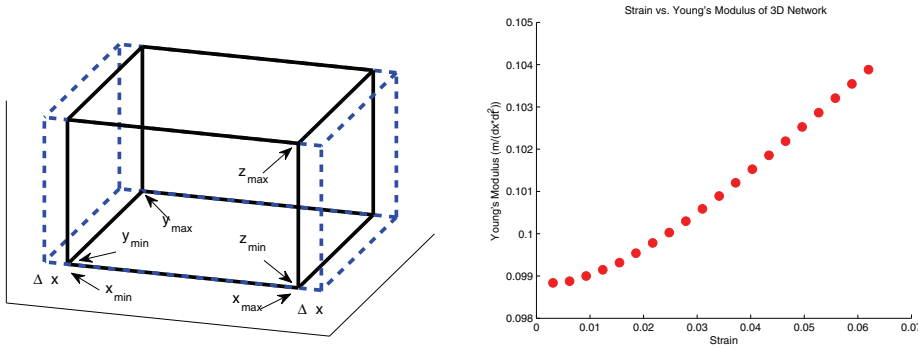 z max
y max
y min
z min
Δ x
x min
x max
Δ x
Strain vs. Young's Modulus of 3D Network
Young's Modulus (m/(dx*dt²))
0.105
0.104
0.103
0.102
0.101
0.1
0.099
0.098
0
0.01
0.02
0.03
0.04
0.05
0.06
0.07
Strain